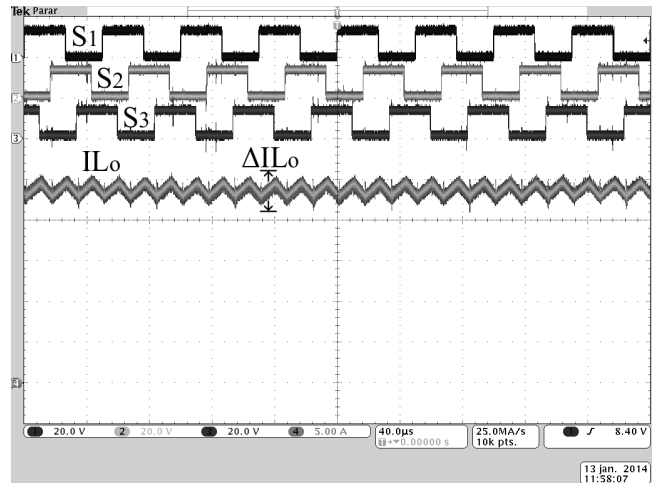 Tek Parar
S1
1
S2
2
S3
3
ILo
ΔILo
4
1 20.0 V 2 20.0 V 3 20.0 V 4 5.00 A
40.0µs
T→▼0.00000 s
25.0MA/s
10k pts.
1 ∫ 8.40 V
13 jan. 2014
11:58:07